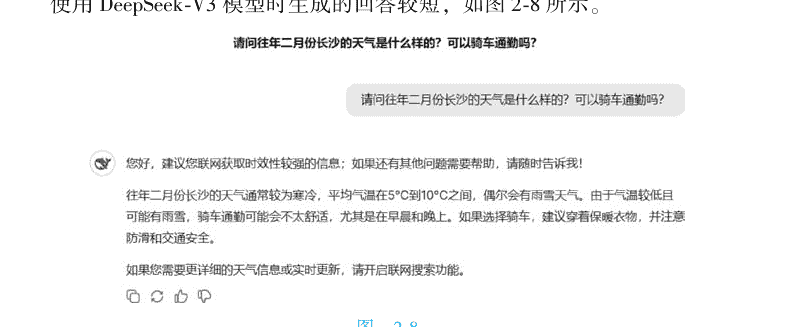 使用 DeepSeek-V3 模型时生成的回答较短，如图 2-8 所示。
请问往年二月份长沙的天气是什么样的？可以骑车通勤吗？
请问往年二月份长沙的天气是什么样的？可以骑车通勤吗？
您好，建议您联网获取时效性较强的信息；如果还有其他问题需要帮助，请随时告诉我！
往年二月份长沙的天气通常较为寒冷，平均气温在5°C到10°C之间，偶尔会有雨雪天气。由于气温较低且
可能有雨雪，骑车通勤可能会不太舒适，尤其是在早晨和晚上。如果选择骑车，建议穿着保暖衣物，并注意
防滑和交通安全。
如果您需要更详细的天气信息或实时更新，请开启联网搜索功能。
图 2-8